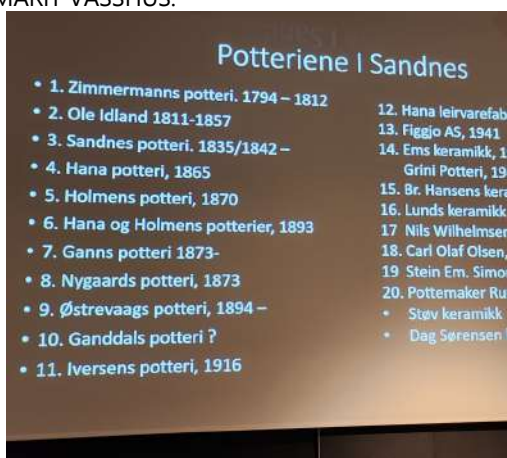 MARIT VASSHUS.
Potteriene I Sandnes
• 1. Zimmermanns potteri. 1794 – 1812
• 2. Ole Idland 1811-1857
• 3. Sandnes potteri. 1835/1842 –
• 4. Hana potteri, 1865
• 5. Holmens potteri, 1870
• 6. Hana og Holmens potterier, 1893
• 7. Ganns potteri 1873-
• 8. Nygaards potteri, 1873
• 9. Østrevaags potteri, 1894 –
• 10. Ganddals potteri ?
• 11. Iversens potteri, 1916
12. Hana leirvarefab
13. Figgjo AS, 1941
14. Ems keramikk, 1
Grini Potteri, 19
15. Br. Hansens kera
16. Lunds keramikk
17 Nils Wilhelmsen
18. Carl Olaf Olsen,
19 Stein Em. Simo
20. Pottemaker Ru
• Støv keramikk
• Dag Sørensen